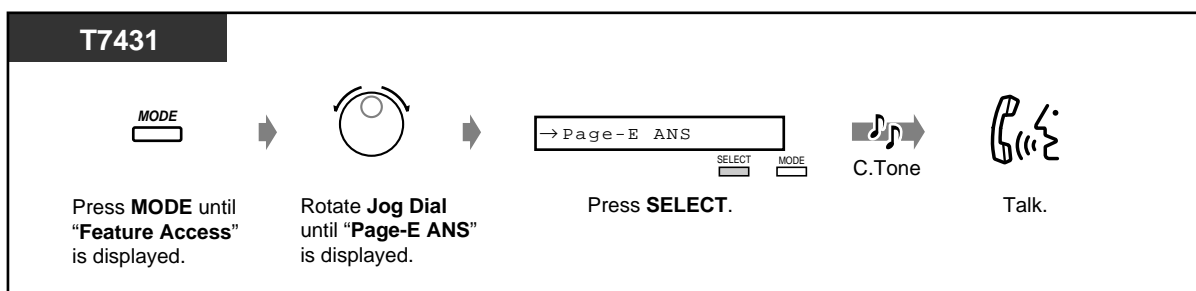 T7431
MODE
→Page-E ANS
SELECT MODE
C.Tone
Press MODE until
“Feature Access”
is displayed.
Rotate Jog Dial
until “Page-E ANS”
is displayed.
Press SELECT.
Talk.